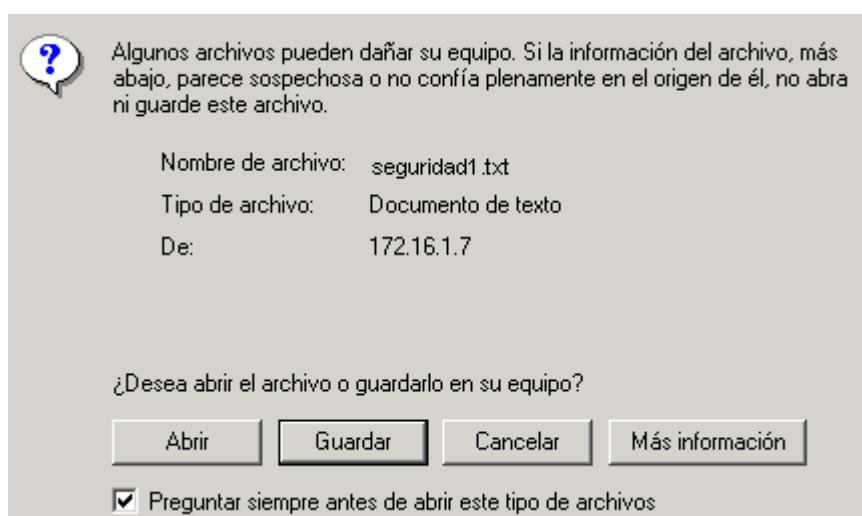 Algunos archivos pueden dañar su equipo. Si la información del archivo, más
abajo, parece sospechosa o no confía plenamente en el origen de él, no abra
ni guarde este archivo.
Nombre de archivo: seguridad1.txt
Tipo de archivo: Documento de texto
De: 172.16.1.7
¿Desea abrir el archivo o guardarlo en su equipo?
Abrir Guardar Cancelar Más información
Preguntar siempre antes de abrir este tipo de archivos